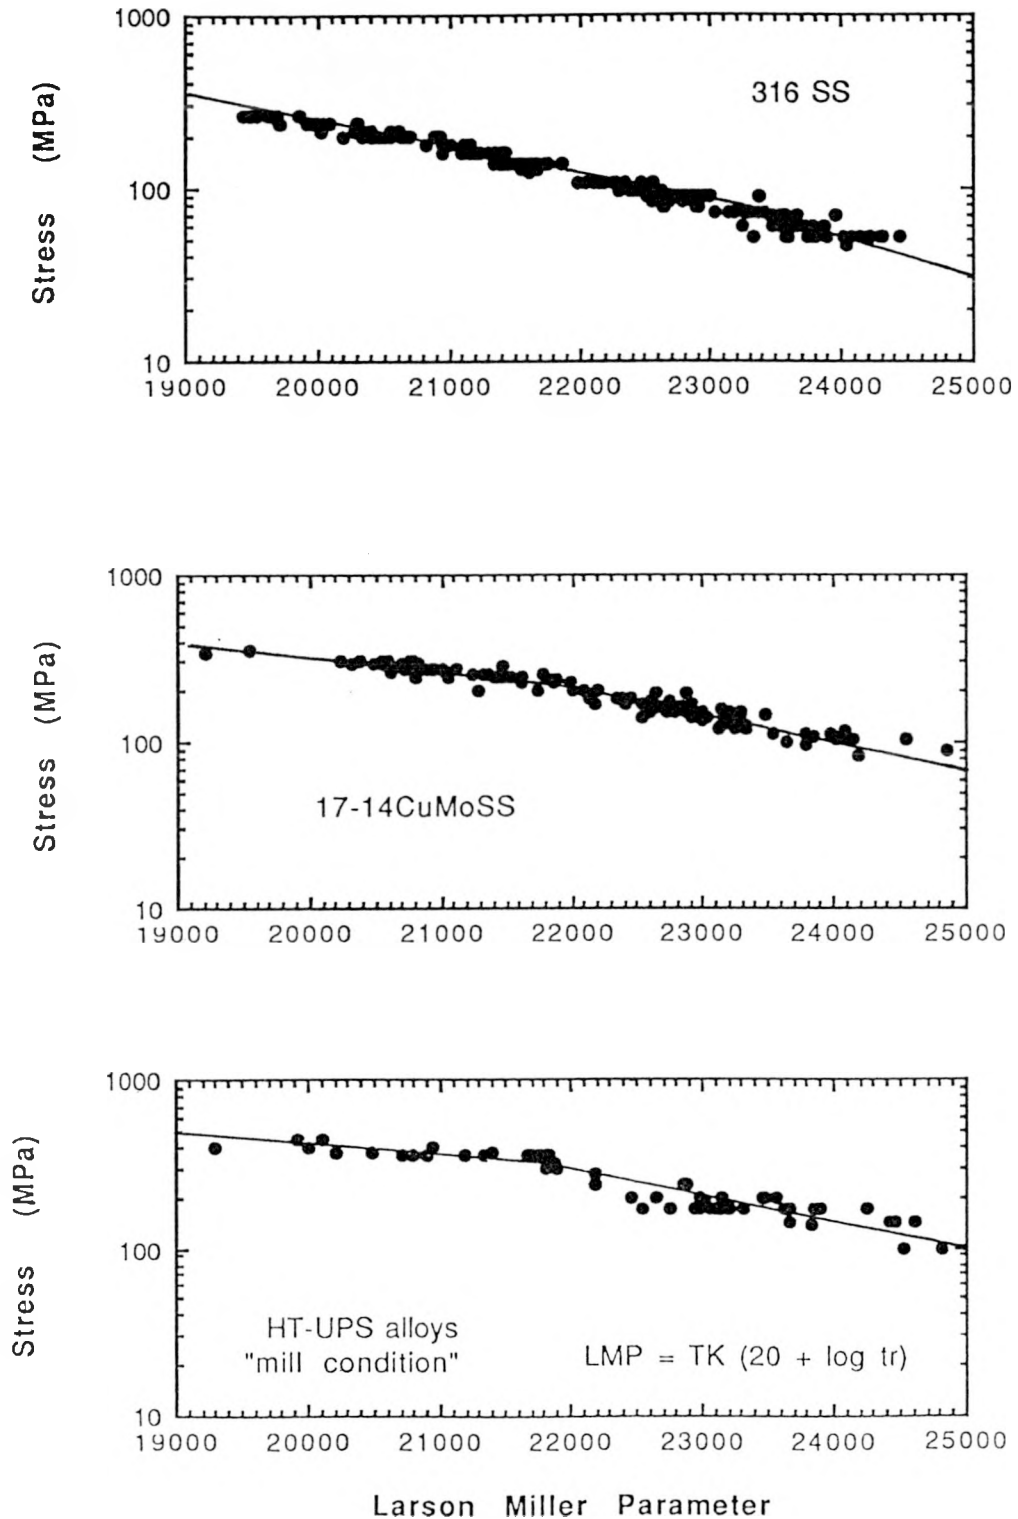 1000
100
10
Stress (MPa)
316 SS
19000 20000 21000 22000 23000 24000 25000
1000
100
10
Stress (MPa)
17-14CuMoSS
19000 20000 21000 22000 23000 24000 25000
1000
100
10
Stress (MPa)
HT-UPS alloys
"mill condition"
LMP = TK (20 + log tr)
19000 20000 21000 22000 23000 24000 25000
Larson Miller Parameter